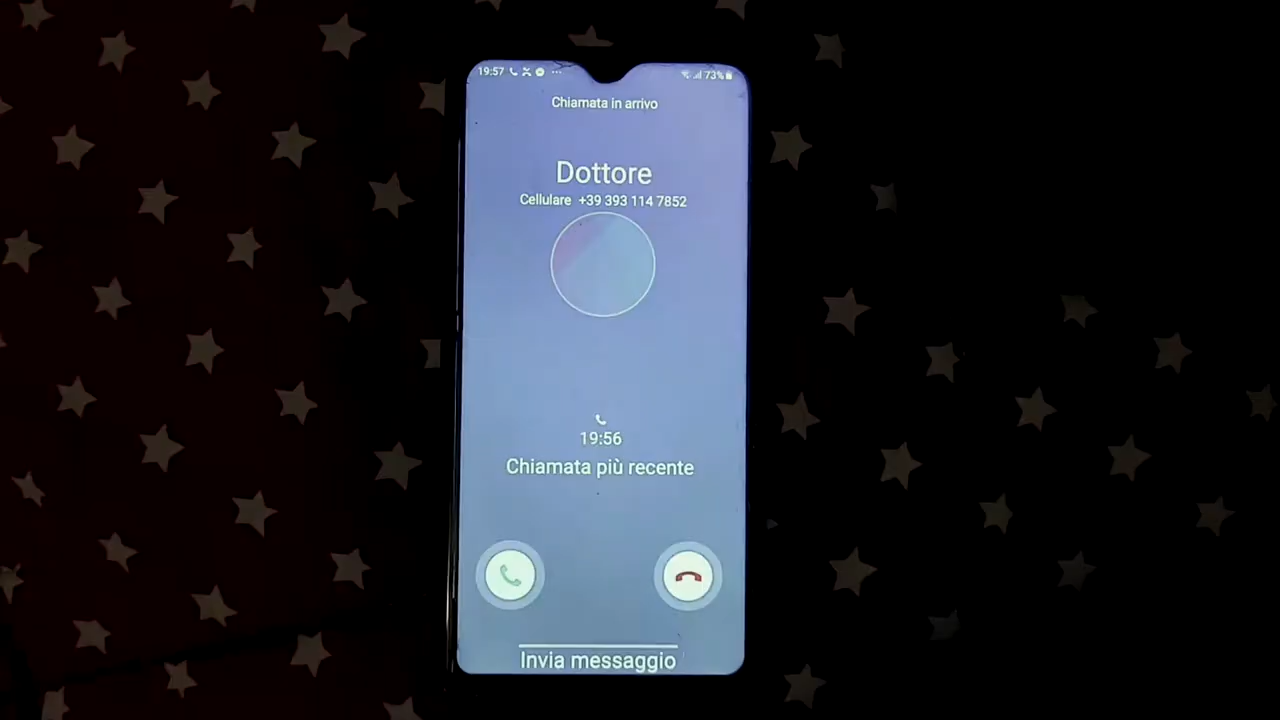 19:57
73%
Chiamata in arrivo
Dottore
Cellulare +39 393 114 7852
19:56
Chiamata più recente
Invia messaggio